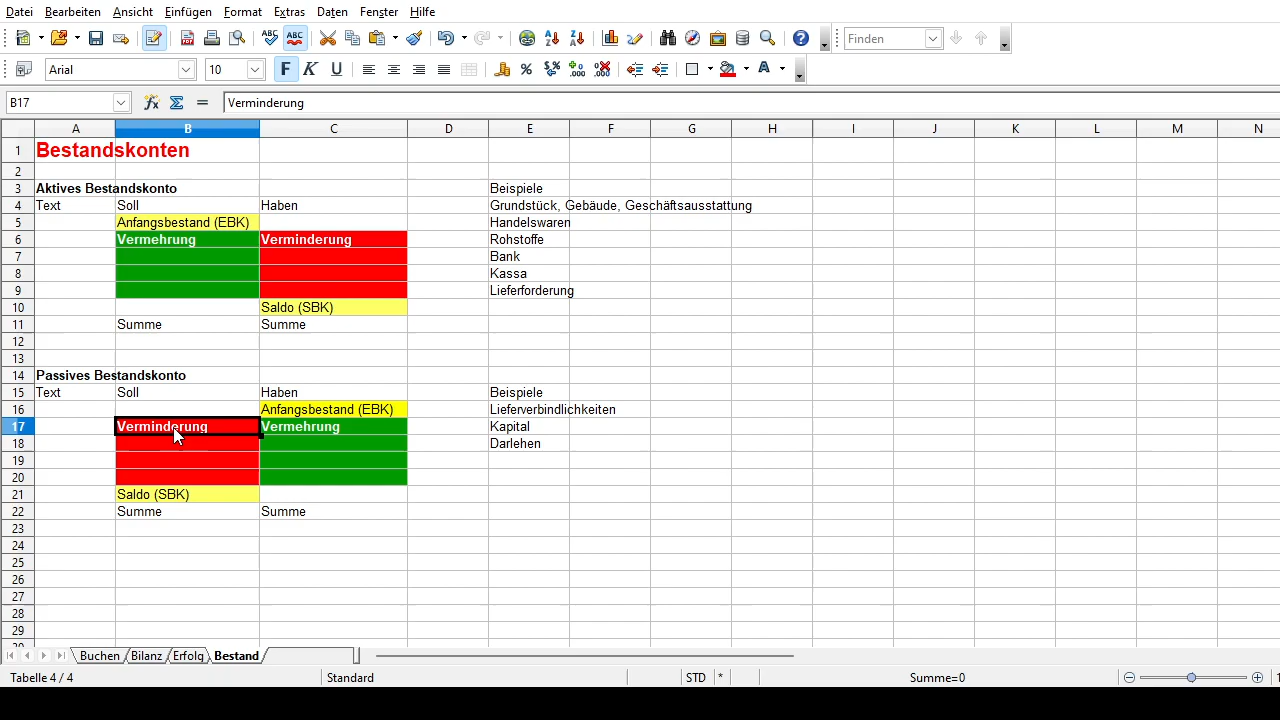 Datei Bearbeiten Ansicht Einfügen Format Extras Daten Fenster Hilfe
Finden
Arial 10 F K U
B17 Verminderung
A B C D E F G H I J K L M N
1 Bestandskonten
2
3 Aktives Bestandskonto Beispiele
4 Text Soll Haben Grundstück, Gebäude, Geschäftsausstattung
5 Anfangsbestand (EBK) Handelswaren
6 Vermehrung Verminderung Rohstoffe
7 Bank
8 Kassa
9 Lieferforderung
10 Saldo (SBK)
11 Summe Summe
12
13
14 Passives Bestandskonto
15 Text Soll Haben Beispiele
16 Anfangsbestand (EBK) Lieferverbindlichkeiten
17 Verminderung Vermehrung Kapital
18 Darlehen
19
20
21 Saldo (SBK)
22 Summe Summe
23
24
25
26
27
28
29
Buchen Bilanz Erfolg Bestand
Tabelle 4 / 4 Standard STD * Summe=0